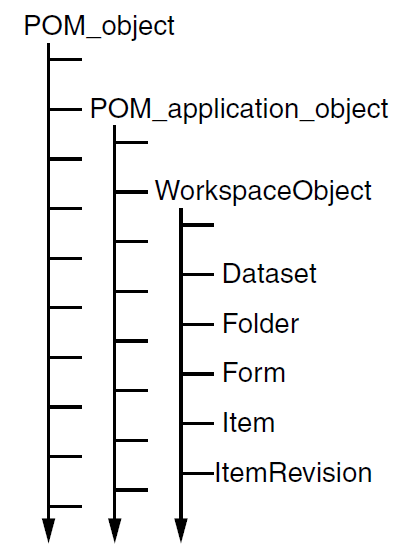 POM_object
POM_application_object
WorkspaceObject
Dataset
Folder
Form
Item
ItemRevision